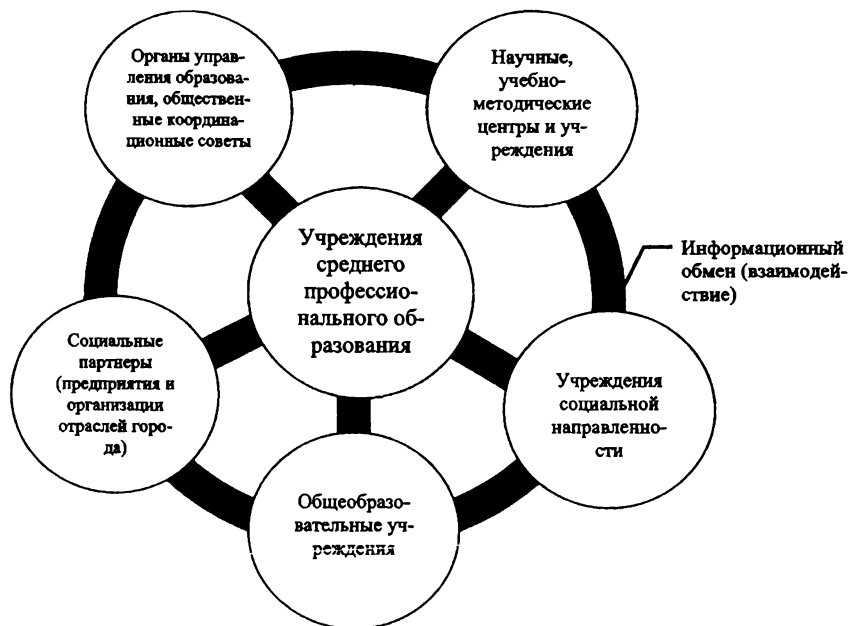 Органы управ-
ления образова-
ния, обществен-
ные координа-
ционные советы
Научные,
учебно-
методические
центры и уч-
реждения
Учреждения
среднего
профессио-
нального об-
разования
Информационный
обмен (взаимодей-
ствие)
Социальные
партнеры
(предприятия и
организации
отраслей горо-
да)
Учреждения
социальной
направленно-
сти
Общеобразо-
вательные уч-
реждения